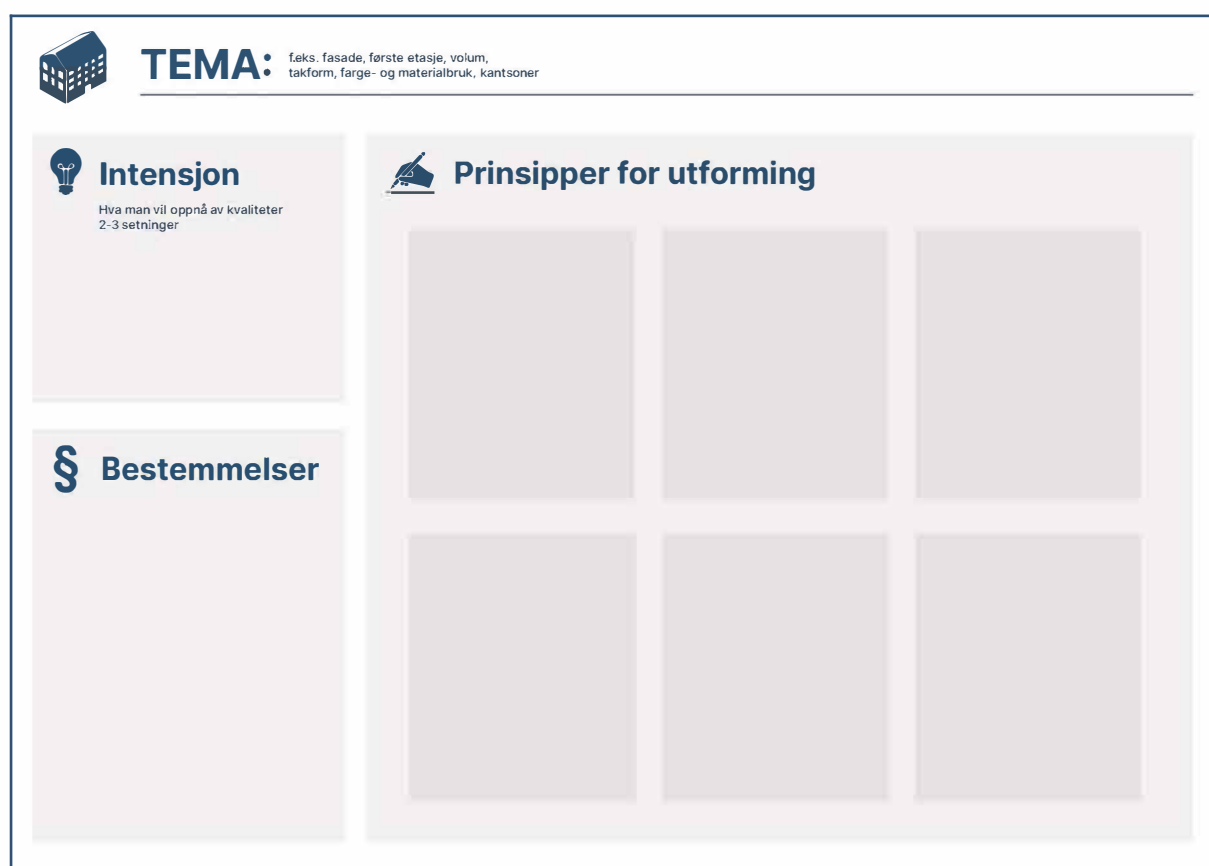 TEMA:
f.eks. fasade, første etasje, volum,
takform, farge- og materialbruk, kantsoner
Intensjon
Hva man vil oppnå av kvaliteter
2-3 setninger
Prinsipper for utforming
§ Bestemmelser